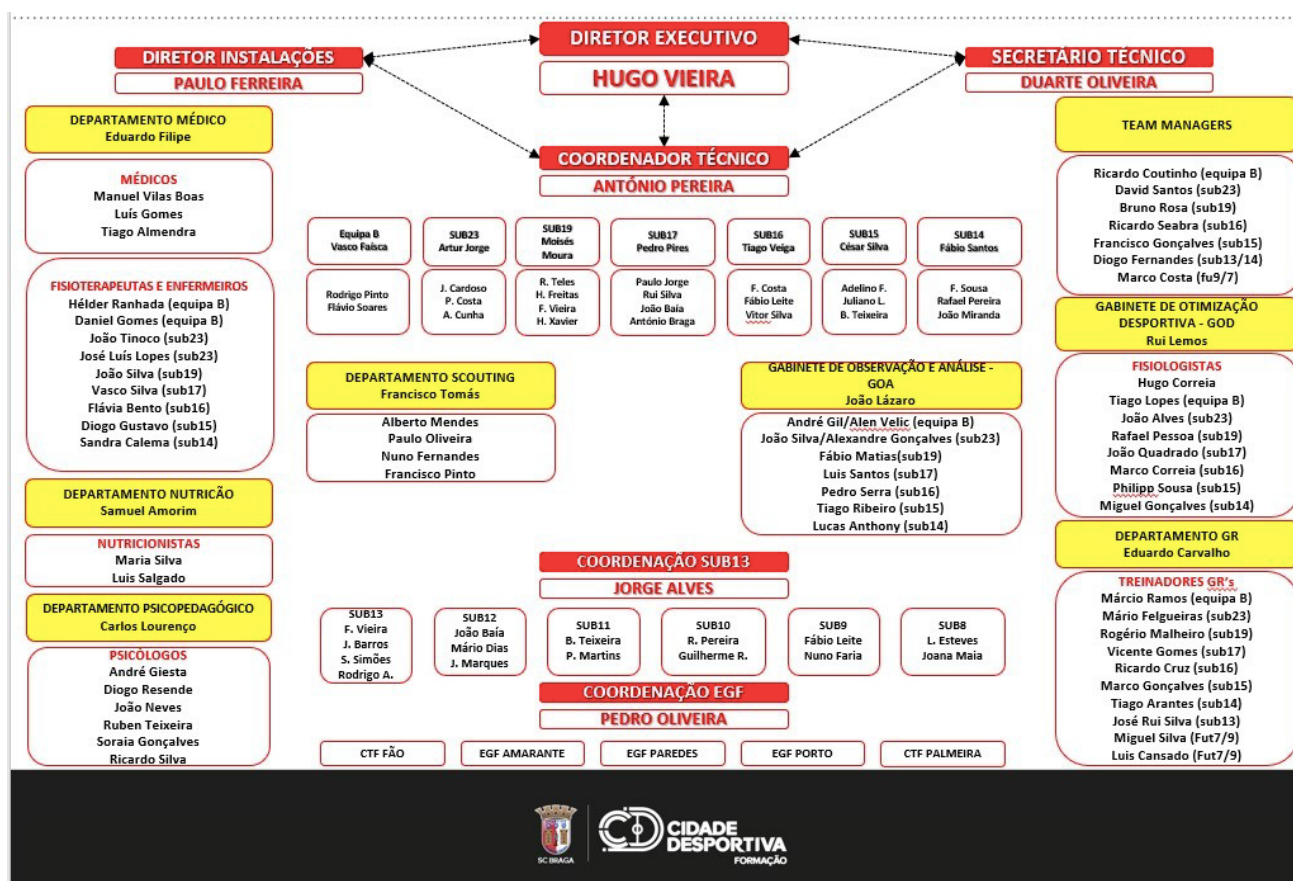 DIRETOR EXECUTIVO
HUGO VIEIRA
DIRETOR INSTALAÇÕES
PAULO FERREIRA
SECRETÁRIO TÉCNICO
DUARTE OLIVEIRA
COORDENADOR TÉCNICO
ANTÓNIO PEREIRA
DEPARTAMENTO MÉDICO
Eduardo Filipe
MÉDICOS
Manuel Vilas Boas
Luís Gomes
Tiago Almendra
FISIOTERAPEUTAS E ENFERMEIROS
Hélder Ranhada (equipa B)
Daniel Gomes (equipa B)
João Tinoco (sub23)
José Luís Lopes (sub23)
João Silva (sub19)
Vasco Silva (sub17)
Flávia Bento (sub16)
Diogo Gustavo (sub15)
Sandra Calema (sub14)
DEPARTAMENTO NUTRICÃO
Samuel Amorim
NUTRICIONISTAS
Maria Silva
Luis Salgado
DEPARTAMENTO PSICOPEDAGÓGICO
Carlos Lourenço
PSICÓLOGOS
André Giesta
Diogo Resende
João Neves
Ruben Teixeira
Soraia Gonçalves
Ricardo Silva
Equipa B
Vasco Faísca
Rodrigo Pinto
Flávio Soares
SUB23
Artur Jorge
J. Cardoso
P. Costa
A. Cunha
SUB19
Moisés
Moura
R. Teles
H. Freitas
F. Vieira
H. Xavier
SUB17
Pedro Pires
Paulo Jorge
Rui Silva
João Baía
António Braga
SUB16
Tiago Veiga
F. Costa
Fábio Leite
Vitor Silva
SUB15
César Silva
Adelino F.
Juliano L.
B. Teixeira
SUB14
Fábio Santos
F. Sousa
Rafael Pereira
João Miranda
DEPARTAMENTO SCOUTING
Francisco Tomás
Alberto Mendes
Paulo Oliveira
Nuno Fernandes
Francisco Pinto
GABINETE DE OBSERVAÇÃO E ANÁLISE -
GOA
João Lázaro
André Gil/Alen Velic (equipa B)
João Silva/Alexandre Gonçalves (sub23)
Fábio Matias(sub19)
Luis Santos (sub17)
Pedro Serra (sub16)
Tiago Ribeiro (sub15)
Lucas Anthony (sub14)
COORDENAÇÃO SUB13
JORGE ALVES
SUB13
F. Vieira
J. Barros
S. Simões
Rodrigo A.
SUB12
João Baía
Mário Dias
J. Marques
SUB11
B. Teixeira
P. Martins
SUB10
R. Pereira
Guilherme R.
SUB9
Fábio Leite
Nuno Faria
SUB8
L. Esteves
Joana Maia
COORDENAÇÃO EGF
PEDRO OLIVEIRA
CTF FÃO
EGF AMARANTE
EGF PAREDES
EGF PORTO
CTF PALMEIRA
TEAM MANAGERS
Ricardo Coutinho (equipa B)
David Santos (sub23)
Bruno Rosa (sub19)
Ricardo Seabra (sub16)
Francisco Gonçalves (sub15)
Diogo Fernandes (sub13/14)
Marco Costa (fu9/7)
GABINETE DE OTIMIZAÇÃO
DESPORTIVA - GOD
Rui Lemos
FISIOLOGISTAS
Hugo Correia
Tiago Lopes (equipa B)
João Alves (sub23)
Rafael Pessoa (sub19)
João Quadrado (sub17)
Marco Correia (sub16)
Philipp Sousa (sub15)
Miguel Gonçalves (sub14)
DEPARTAMENTO GR
Eduardo Carvalho
TREINADORES GR's
Márcio Ramos (equipa B)
Mário Felgueiras (sub23)
Rogério Malheiro (sub19)
Vicente Gomes (sub17)
Ricardo Cruz (sub16)
Marco Gonçalves (sub15)
Tiago Arantes (sub14)
José Rui Silva (sub13)
Miguel Silva (Fut7/9)
Luis Cansado (Fut7/9)
SC BRAGA
CIDADE
DESPORTIVA
FORMAÇÃO